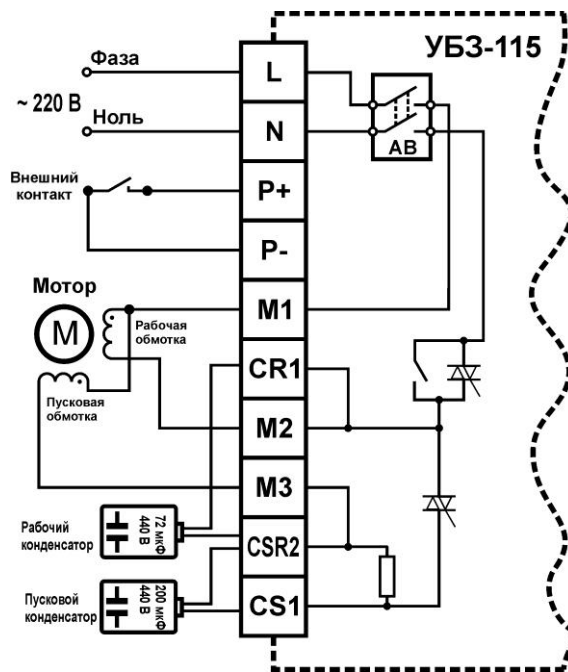 УБЗ-115
Фаза
~ 220 В
Ноль
L
N
АВ
Внешний
контакт
P+
P-
Мотор
М
Рабочая
обмотка
Пусковая
обмотка
M1
CR1
M2
M3
CSR2
CS1
Рабочий
конденсатор
72 мкФ
440 В
Пусковой
конденсатор
200 мкФ
440 В